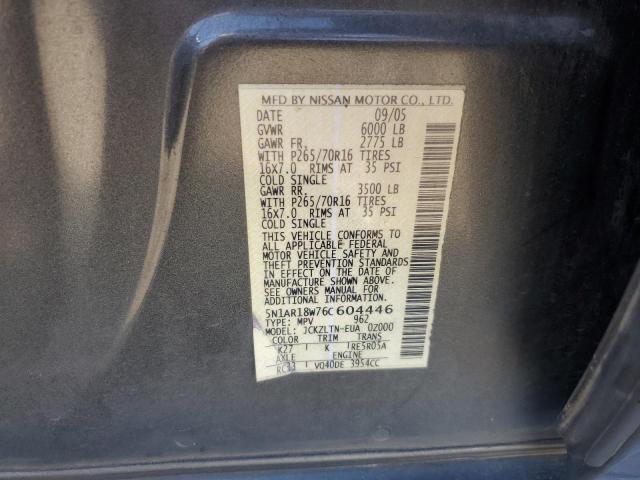 MFD BY NISSAN MOTOR CO., LTD.
DATE 09/05
GVWR 6000 LB
GAWR FR. 2775 LB
WITH P265/70R16 TIRES
16X7.0 RIMS AT 35 PSI
COLD SINGLE
GAWR RR. 3500 LB
WITH P265/70R16 TIRES
16X7.0 RIMS AT 35 PSI
COLD SINGLE
THIS VEHICLE CONFORMS TO
ALL APPLICABLE FEDERAL
MOTOR VEHICLE SAFETY AND
THEFT PREVENTION STANDARDS
IN EFFECT ON THE DATE OF
MANUFACTURE SHOWN ABOVE.
SEE OWNERS MANUAL FOR
ADDITIONAL INFORMATION.
5N1AR18W76C604446
TYPE: MPV 962
MODEL: JCKZLTN-EUA 0Z000
COLOR TRIM TRANS
K27 K RE5R05A
AXLE ENGINE
VQ40DE 3954CC